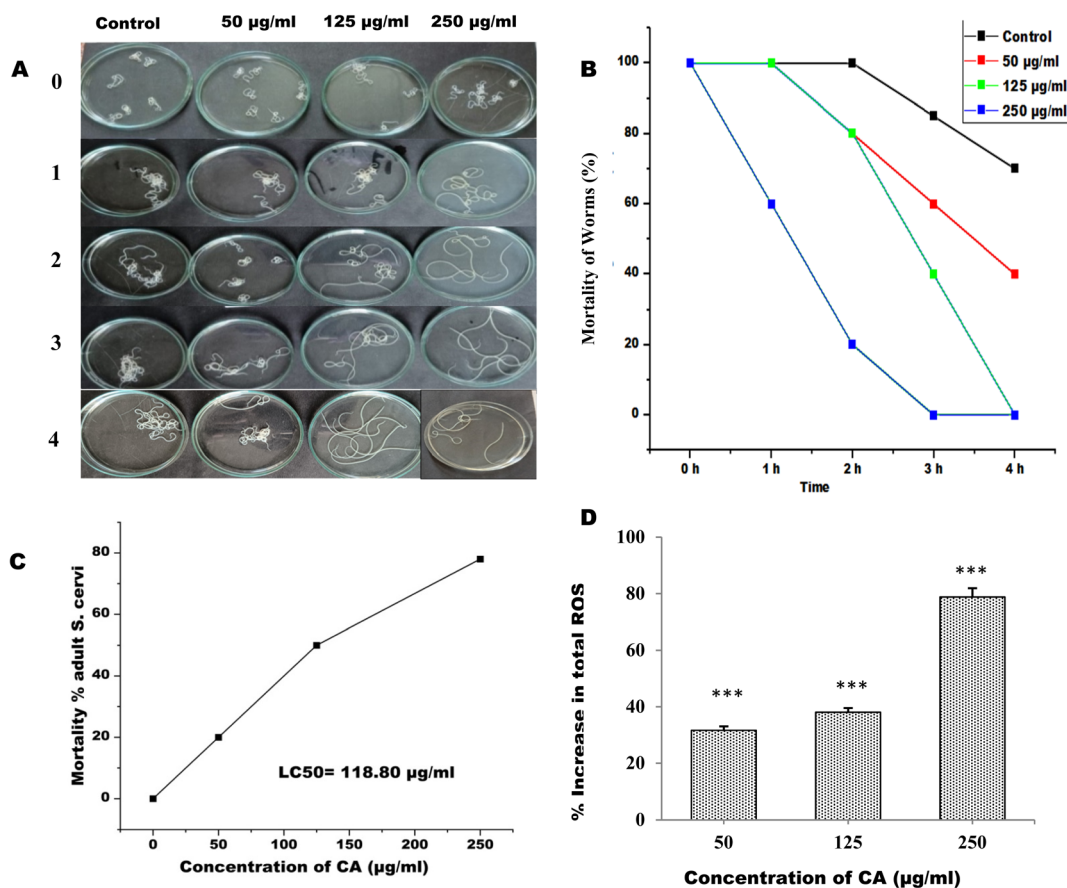 Control 50 µg/ml 125 µg/ml 250 µg/ml
A
0
1
2
3
4
B
Control
50 µg/ml
125 µg/ml
250 µg/ml
Mortality of Worms (%)
100
80
60
40
20
0
0 h 1 h 2 h 3 h 4 h
Time
C
Mortality % adult S. cervi
80
60
40
20
0
LC50= 118.80 µg/ml
0 50 100 150 200 250
Concentration of CA (µg/ml)
D
% Increase in total ROS
100
80
60
40
20
0
*** *** ***
50 125 250
Concentration of CA (µg/ml)